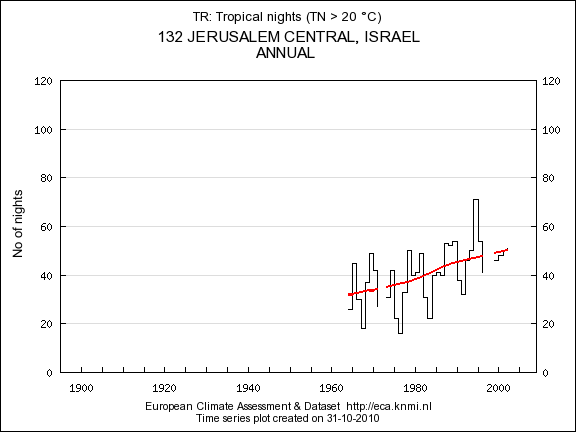 TR: Tropical nights (TN > 20 °C)
132 JERUSALEM CENTRAL, ISRAEL
ANNUAL
120 120
100 100
80 80
No of nights
60 60
40 40
20 20
0 0
1900 1920 1940 1960 1980 2000
European Climate Assessment & Dataset http://eca.knmi.nl
Time series plot created on 31-10-2010